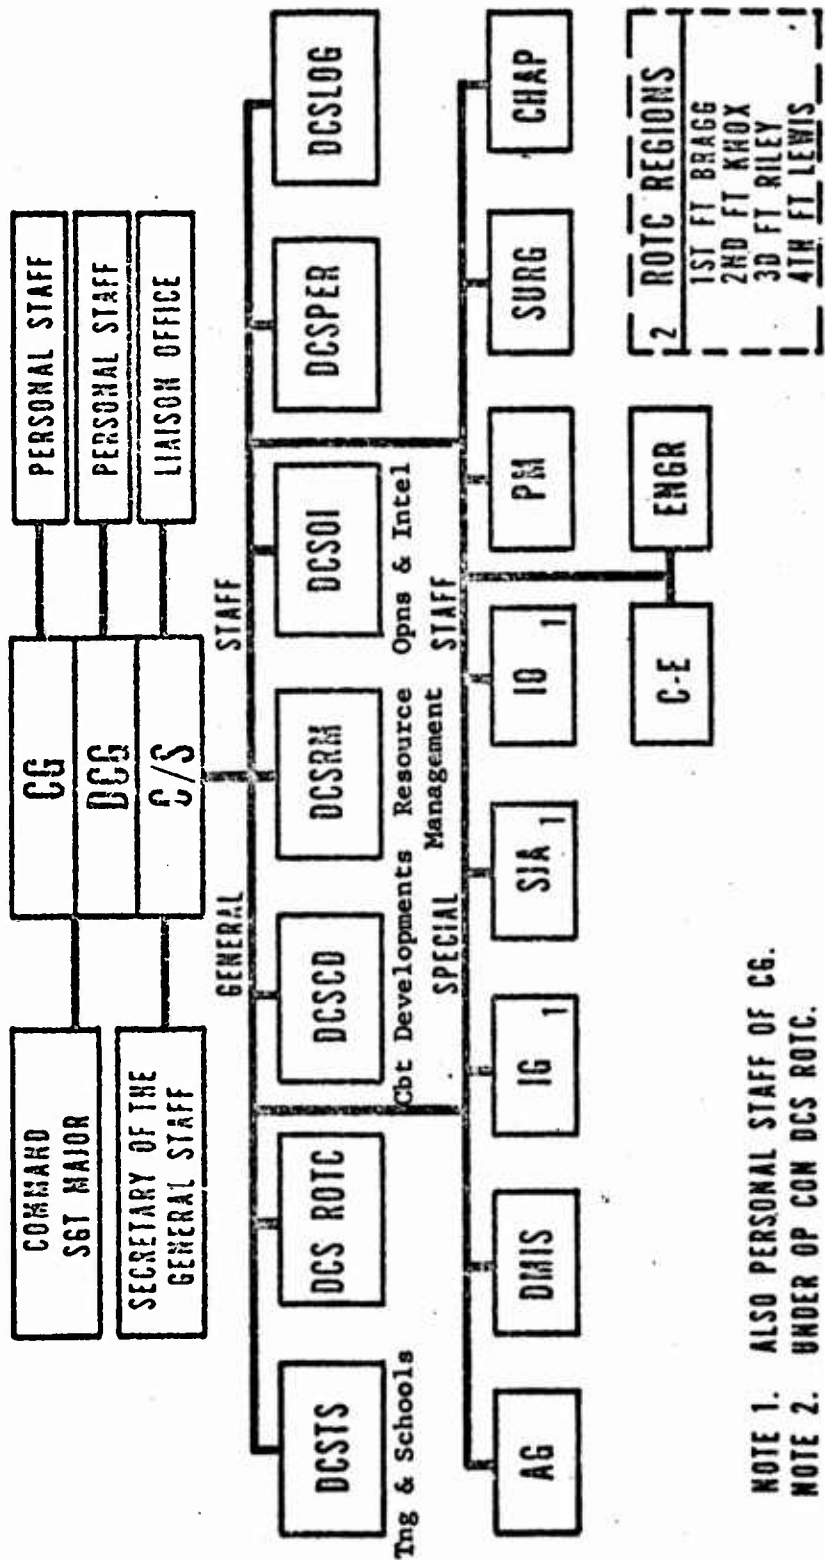 COMMAND
SGT MAJOR
SECRETARY OF THE
GENERAL STAFF
CG
DCG
C/S
PERSONAL STAFF
PERSONAL STAFF
LIAISON OFFICE
GENERAL STAFF
DCSTS
DCS ROTC
DCSCD
DCSRM
DCSOI
DCSPER
DCSLOG
Tng & Schools
Cbt Developments
Resource
Management
Opns & Intel
SPECIAL STAFF
AG
DMIS
IG 1
SJA 1
IO 1
PM
SURG
CHAP
C-E
ENGR
2 ROTC REGIONS
1ST FT BRAGG
2ND FT KNOX
3D FT RILEY
4TH FT LEWIS
NOTE 1. ALSO PERSONAL STAFF OF CG.
NOTE 2. UNDER OP CON DCS ROTC.